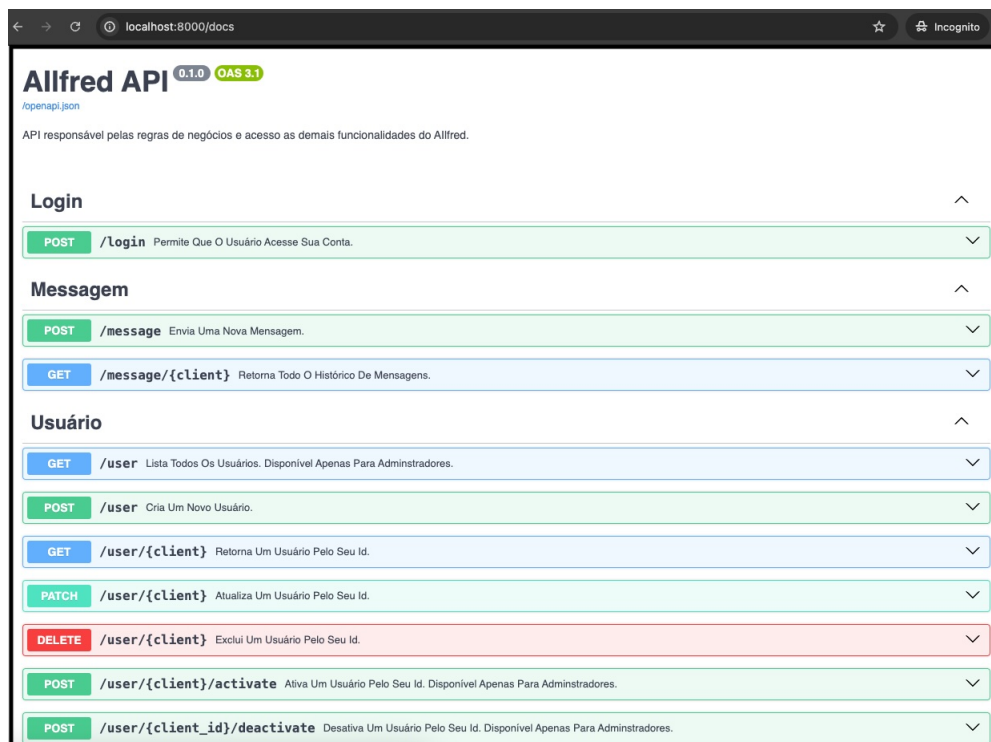 localhost:8000/docs
Incognito
Allfred API 0.1.0 OAS 3.1
/openapi.json
API responsável pelas regras de negócios e acesso as demais funcionalidades do Allfred.
Login
POST /login Permite Que O Usuário Acesse Sua Conta.
Messagem
POST /message Envia Uma Nova Mensagem.
GET /message/{client} Retorna Todo O Histórico De Mensagens.
Usuário
GET /user Lista Todos Os Usuários. Disponível Apenas Para Adminstradores.
POST /user Cria Um Novo Usuário.
GET /user/{client} Retorna Um Usuário Pelo Seu Id.
PATCH /user/{client} Atualiza Um Usuário Pelo Seu Id.
DELETE /user/{client} Exclui Um Usuário Pelo Seu Id.
POST /user/{client}/activate Ativa Um Usuário Pelo Seu Id. Disponível Apenas Para Adminstradores.
POST /user/{client_id}/deactivate Desativa Um Usuário Pelo Seu Id. Disponível Apenas Para Adminstradores.